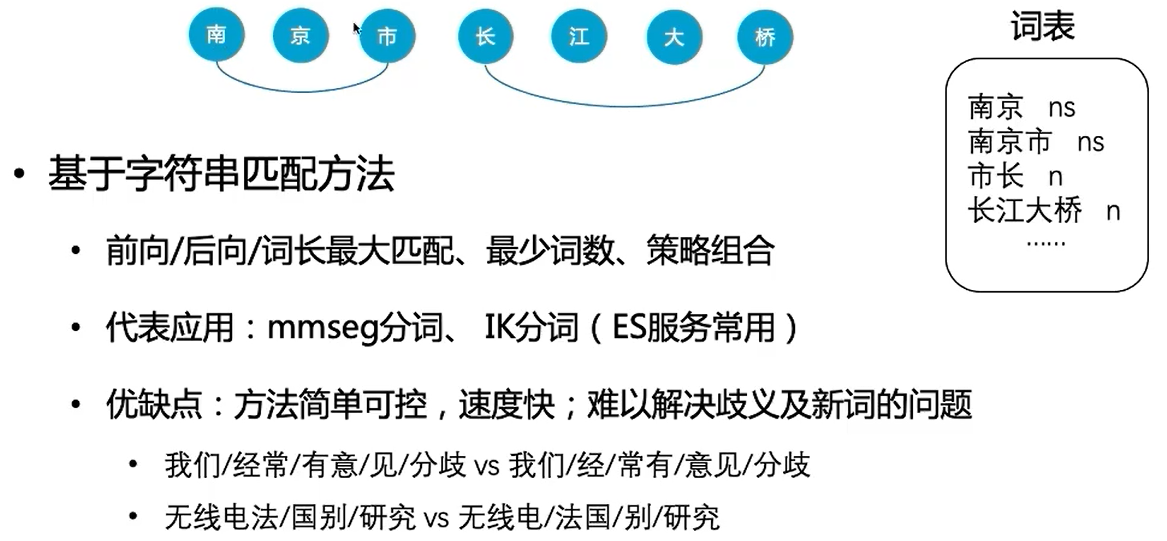 南 京 市 长 江 大 桥
词表
南京 ns
南京市 ns
市长 n
长江大桥 n
......
• 基于字符串匹配方法
• 前向/后向/词长最大匹配、最少词数、策略组合
• 代表应用：mmseg分词、 IK分词（ES服务常用）
• 优缺点：方法简单可控，速度快；难以解决歧义及新词的问题
• 我们/经常/有意/见/分歧 vs 我们/经/常有/意见/分歧
• 无线电法/国别/研究 vs 无线电/法国/别/研究